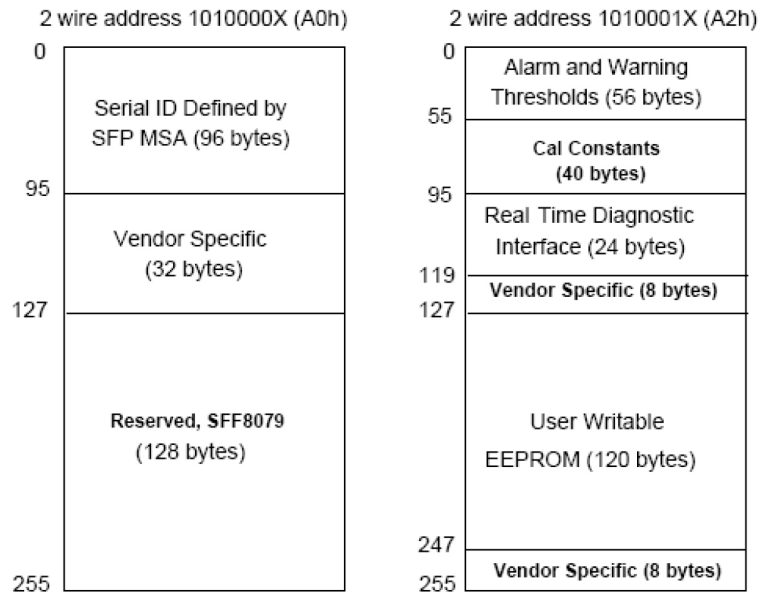 2 wire address 1010000X (A0h)
0
Serial ID Defined by
SFP MSA (96 bytes)
95
Vendor Specific
(32 bytes)
127
Reserved, SFF8079
(128 bytes)
255
2 wire address 1010001X (A2h)
0
Alarm and Warning
Thresholds (56 bytes)
55
Cal Constants
(40 bytes)
95
Real Time Diagnostic
Interface (24 bytes)
119
Vendor Specific (8 bytes)
127
User Writable
EEPROM (120 bytes)
247
Vendor Specific (8 bytes)
255